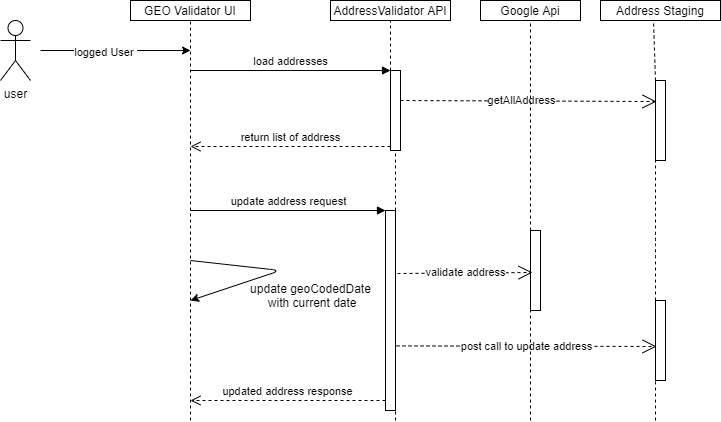 GEO Validator UI
AddressValidator API
Google Api
Address Staging
logged User
user
load addresses
getAllAddress
return list of address
update address request
update geoCodedDate
with current date
validate address
post call to update address
updated address response